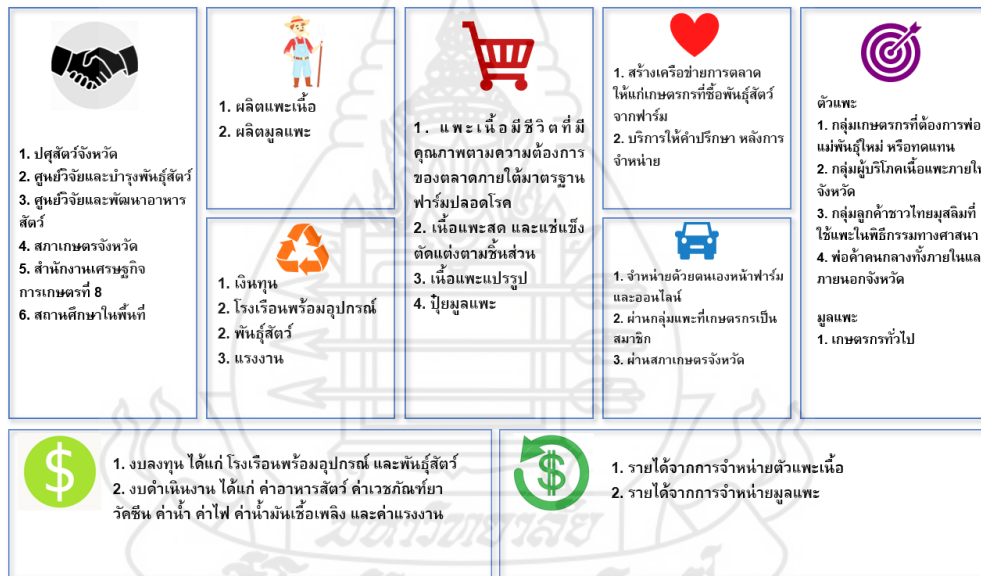 1. ปศุสัตว์จังหวัด
2. ศูนย์วิจัยและบำรุงพันธุ์สัตว์
3. ศูนย์วิจัยและพัฒนาอาหาร
สัตว์
4. สภาเกษตรจังหวัด
5. สำนักงานเศรษฐกิจ
การเกษตรที่ 8
6. สถานศึกษาในพื้นที่
1. ผลิตแพะเนื้อ
2. ผลิตมูลแพะ
1. เงินทุน
2. โรงเรือนพร้อมอุปกรณ์
2. พันธุ์สัตว์
3. แรงงาน
1. แพะเนื้อมีชีวิตที่มี
คุณภาพตามความต้องการ
ของตลาดภายใต้มาตรฐาน
ฟาร์มปลอดโรค
2. เนื้อแพะสด และแช่แข็ง
ตัดแต่งตามชิ้นส่วน
3. เนื้อแพะแปรรูป
4. ปุ๋ยมูลแพะ
1. สร้างเครือข่ายการตลาด
ให้แก่เกษตรกรที่ซื้อพันธุ์สัตว์
จากฟาร์ม
2. บริการให้คำปรึกษา หลังการ
จำหน่าย
1. จำหน่ายด้วยตนเองหน้าฟาร์ม
และออนไลน์
2. ผ่านกลุ่มแพะที่เกษตรกรเป็น
สมาชิก
3. ผ่านสภาเกษตรจังหวัด
ตัวแพะ
1. กลุ่มเกษตรกรที่ต้องการพ่อ
แม่พันธุ์ใหม่ หรือทดแทน
2. กลุ่มผู้บริโภคเนื้อแพะภายใน
จังหวัด
3. กลุ่มลูกค้าชาวไทยมุสลิมที่
ใช้แพะในพิธีกรรมทางศาสนา
4. พ่อค้าคนกลางทั้งภายในแล
ภายนอกจังหวัด
มูลแพะ
1. เกษตรกรทั่วไป
1. งบลงทุน ได้แก่ โรงเรือนพร้อมอุปกรณ์ และพันธุ์สัตว์
2. งบดำเนินงาน ได้แก่ ค่าอาหารสัตว์ ค่าเวชภัณฑ์ยา
วัคซีน ค่าน้ำ ค่าไฟ ค่าน้ำมันเชื้อเพลิง และค่าแรงงาน
1. รายได้จากการจำหน่ายตัวแพะเนื้อ
2. รายได้จากการจำหน่ายมูลแพะ